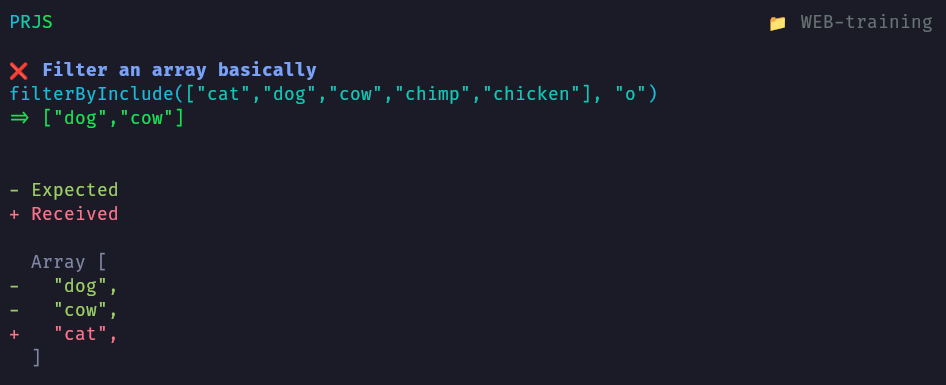 PRJS
📁 WEB-training
❌ Filter an array basically
filterByInclude(["cat","dog","cow","chimp","chicken"], "o")
=> ["dog","cow"]
- Expected
+ Received
Array [
-   "dog",
-   "cow",
+   "cat",
]